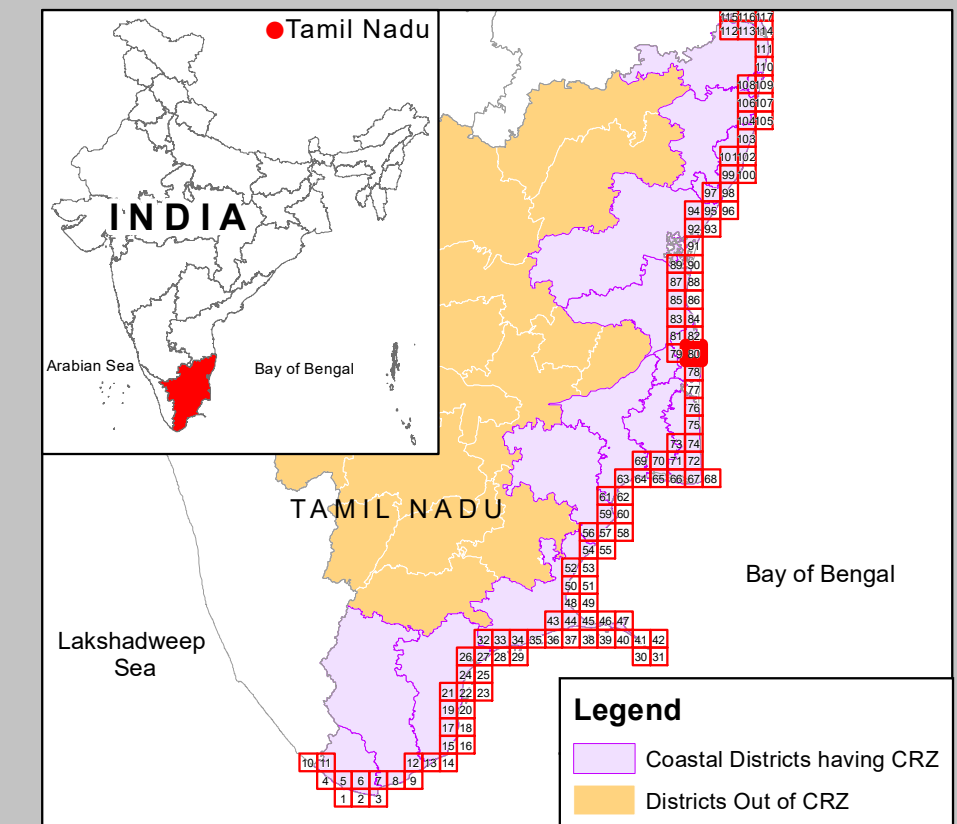 Tamil Nadu
INDIA
Arabian Sea
Bay of Bengal
115 116 117
112 113 114
111
110
108 109
106 107
104 105
103
101 102
99 100
97 98
94 95 96
92 93
91
89 90
87 88
85 86
83 84
81 82
79 80
78
77
76
75
73 74
69 70 71 72
63 64 65 66 67 68
61 62
TAMIL NADU
59 60
56 57 58
54 55
52 53
Bay of Bengal
50 51
48 49
43 44 45 46 47
Lakshadweep
Sea
32 33 34 35 36 37 38 39 40 41 42
26 27 28 29 30 31
24 25
21 22 23
19 20
17 18
15 16
10 11 12 13 14
4 5 6 7 8 9
1 2 3
Legend
Coastal Districts having CRZ
Districts Out of CRZ